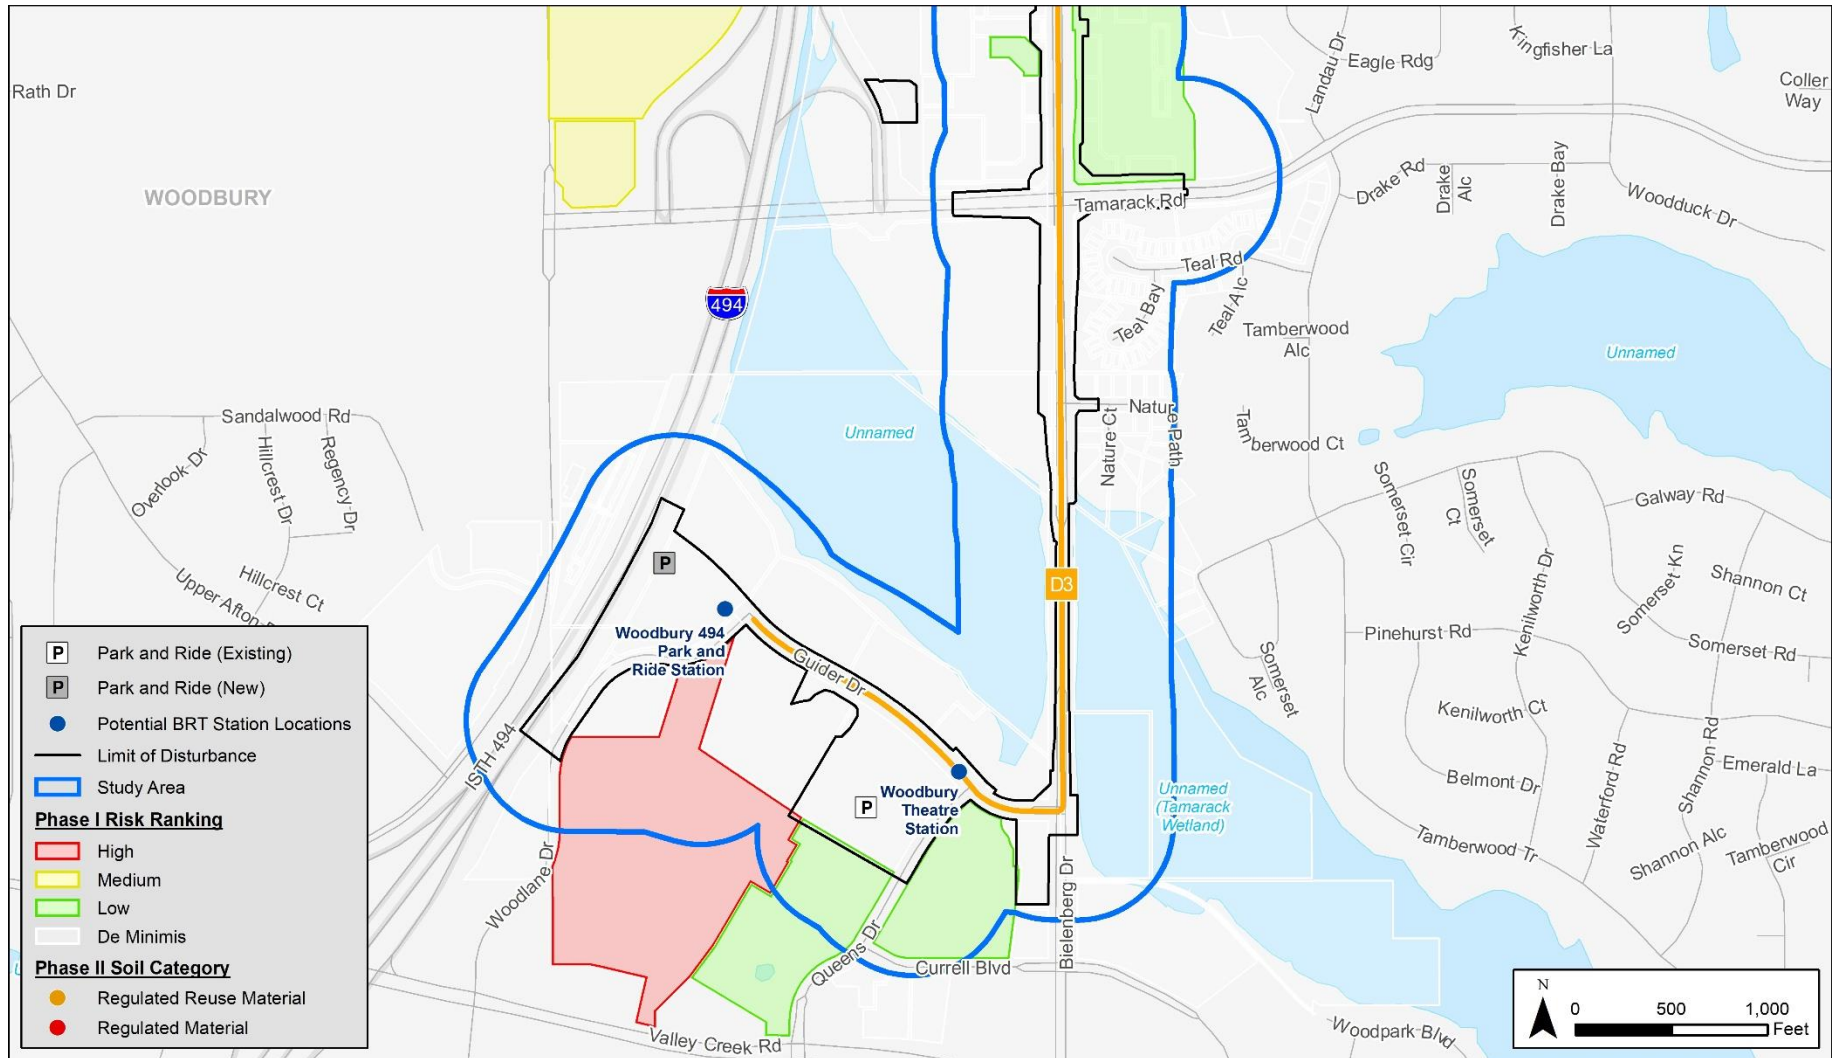 Rath Dr
WOODBURY
Landau Dr
Eagle Rdg
Kingfisher La
Coller
Way
Drake Rd
Drake
Alc
Drake Bay
Woodduck Dr
Tamarack Rd
Teal Rd
Teal Bay
Teal Alc
494
Tamberwood
Alc
Unnamed
Unnamed
Nature Path
Nature Ct
Tamberwood Ct
Sandalwood Rd
Overlook Dr
Hillcrest Dr
Regency Dr
Hillcrest Ct
Upper Afton
Somerset Cir
Somerset
Ct
Galway Rd
Kenilworth Dr
Somerset Kn
Shannon Ct
Pinehurst Rd
Somerset Rd
Somerset
Alc
Kenilworth Ct
Waterford Rd
Shannon Rd
Belmont Dr
Emerald La
Tamberwood Tr
Shannon Alc
Tamberwood
Cir
D3
P
Woodbury 494
Park and
Ride Station
Guider Dr
P
Woodbury
Theatre
Station
Unnamed
(Tamarack
Wetland)
ISTH 494
Woodlane Dr
Queens Dr
Currell Blvd
Bielenberg Dr
Valley Creek Rd
Woodpark Blvd
P Park and Ride (Existing)
P Park and Ride (New)
Potential BRT Station Locations
Limit of Disturbance
Study Area
Phase I Risk Ranking
High
Medium
Low
De Minimis
Phase II Soil Category
Regulated Reuse Material
Regulated Material
N
0 500 1,000
Feet